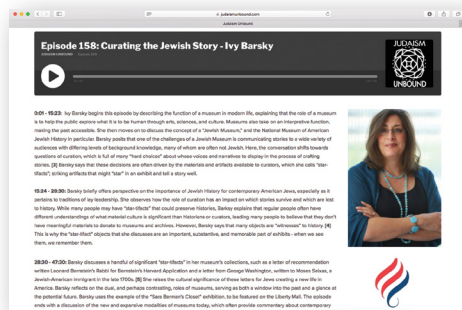 judaismunbound.com
Judaism Unbound
Episode 158: Curating the Jewish Story - Ivy Barsky
JUDAISM UNBOUND
JUDAISM
UNBOUND
0:01 - 15:23: Ivy Barsky begins this episode by describing the function of a museum in modern life, explaining that the role of a museum
is to help the public explore what it is to be human through arts, sciences, and culture. Museums also take on an interpretive function,
making the past accessible. She then moves on to discuss the concept of a "Jewish Museum," and the National Museum of American
Jewish History in particular. Barsky posits that one of the challenges of a Jewish Museum is communicating stories to a wide variety of
audiences with differing levels of background knowledge, many of whom are often not Jewish. Here, the conversation shifts towards
questions of curation, which is full of many "hard choices" about whose voices and narratives to display in the process of crafting
exhibits. [3] Barsky says that these decisions are often driven by the materials and artifacts available to curators, which she calls "star-
tifacts"; striking artifacts that might "star" in an exhibit and tell a story well.
15:24 - 28:30: Barsky briefly offers perspective on the importance of Jewish History for contemporary American Jews, especially as it
pertains to traditions of lay leadership. She observes how the role of curation has an impact on which stories survive and which are lost
to history. While many people may have "star-tifacts" that could preserve histories, Barksy explains that regular people often have
different understandings of what material culture is significant than historians or curators, leading many people to believe that they don't
have meaningful materials to donate to museums and archives. However, Barsky says that many objects are "witnesses" to history. [4]
This is why the "star-tifact" objects that she discusses are an important, substantive, and memorable part of exhibits - when we see
them, we remember them.
28:30 - 47:30: Barsky discusses a handful of significant "star-tifacts" in her museum's collections, such as a letter of recommendation
written Leonard Bernstein's Rabbi for Bernstein's Harvard Application and a letter from George Washington, written to Moses Seixas, a
Jewish-American immigrant in the late 1700s. [5] She raises the cultural significance of these letters for Jews creating a new life in
America. Barsky reflects on the dual, and perhaps contrasting, roles of museums, serving as both a window into the past and a glance at
the potential future. Barsky uses the example of the "Sara Berman's Closet" exhibition, to be featured on the Liberty Mall. The episode
ends with a discussion of the new and expansive modalities of museums today, which often provide commentary about contemporary